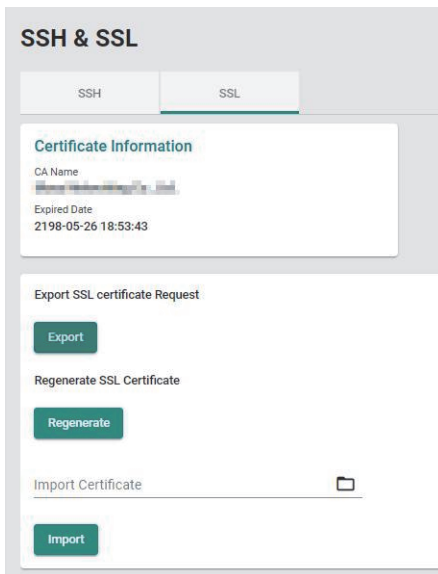 SSH & SSL
SSH
SSL
Certificate Information
CA Name
Expired Date
2198-05-26 18:53:43
Export SSL certificate Request
Export
Regenerate SSL Certificate
Regenerate
Import Certificate
Import